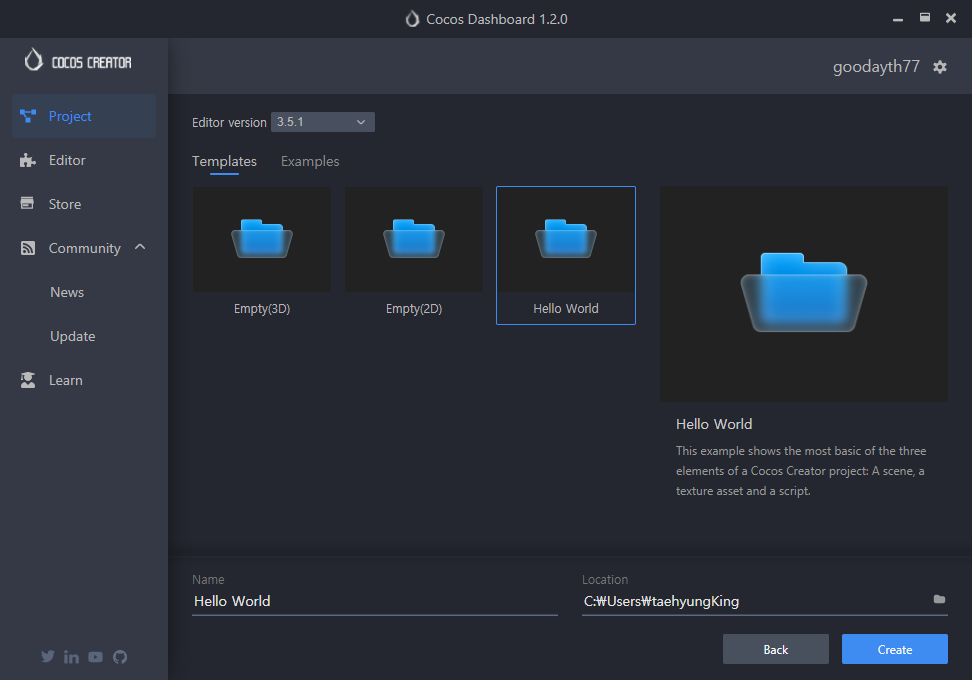 Cocos Dashboard 1.2.0
COCOS CREATOR
goodayth77
Project
Editor
Store
Community
News
Update
Learn
Editor version 3.5.1
Templates Examples
Empty(3D) Empty(2D) Hello World
Hello World
This example shows the most basic of the three
elements of a Cocos Creator project: A scene, a
texture asset and a script.
Name
Hello World
Location
C:₩Users₩taehyungKing
Back Create